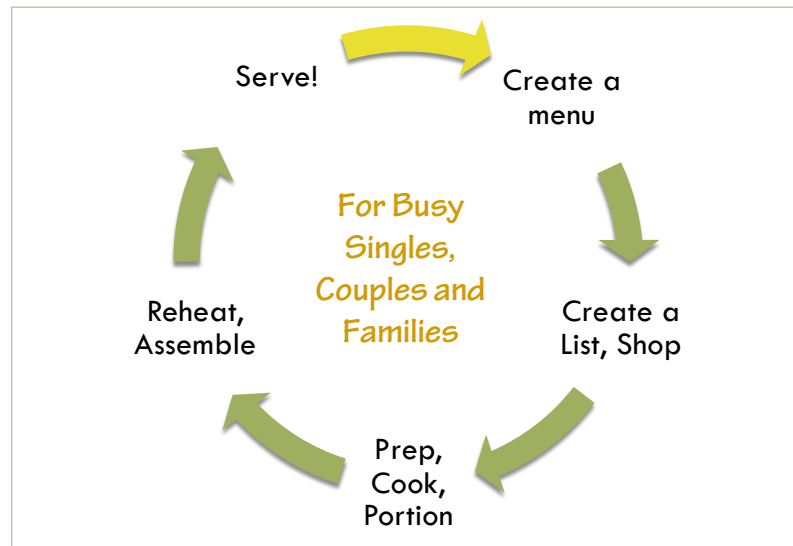 Serve!
Create a
menu
Create a
List, Shop
Prep,
Cook,
Portion
Reheat,
Assemble
For Busy
Singles,
Couples and
Families